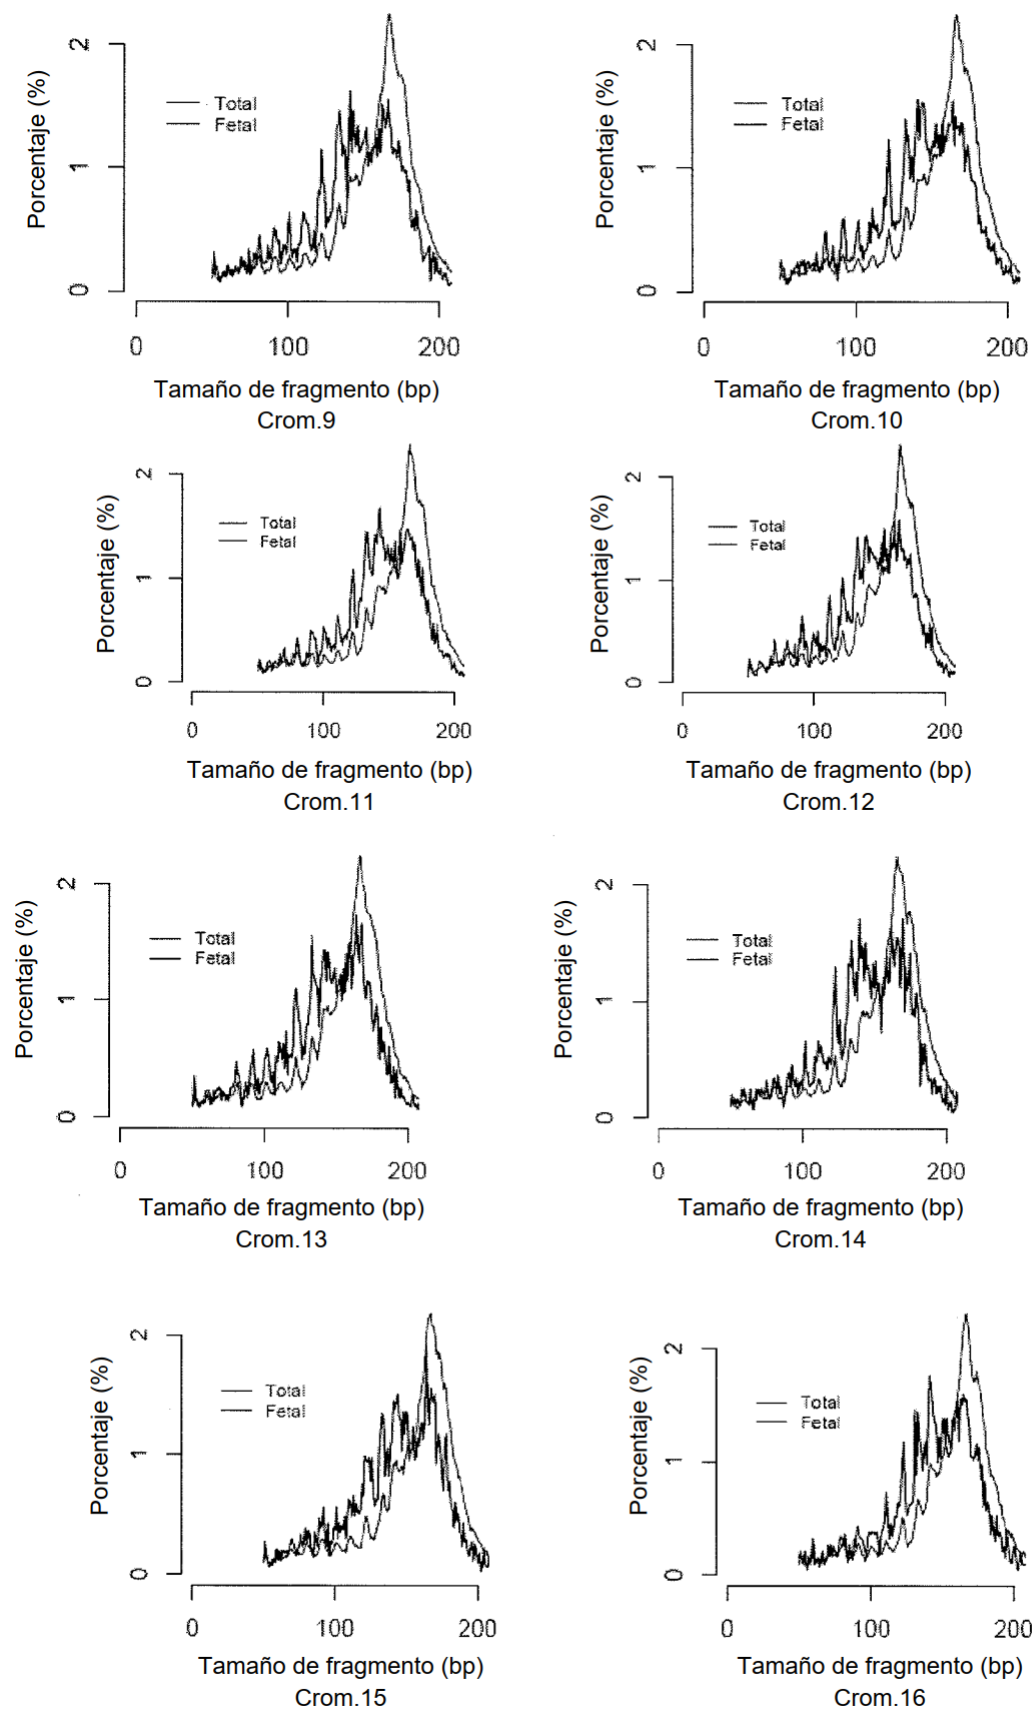 Porcentaje (%)
2
1
0
Total
Fetal
0 100 200
Tamaño de fragmento (bp)
Crom.9
Porcentaje (%)
2
1
0
Total
Fetal
0 100 200
Tamaño de fragmento (bp)
Crom.10
Porcentaje (%)
2
1
0
Total
Fetal
0 100 200
Tamaño de fragmento (bp)
Crom.11
Porcentaje (%)
2
1
0
Total
Fetal
0 100 200
Tamaño de fragmento (bp)
Crom.12
Porcentaje (%)
2
1
0
Total
Fetal
0 100 200
Tamaño de fragmento (bp)
Crom.13
Porcentaje (%)
2
1
0
Total
Fetal
0 100 200
Tamaño de fragmento (bp)
Crom.14
Porcentaje (%)
2
1
0
Total
Fetal
0 100 200
Tamaño de fragmento (bp)
Crom.15
Porcentaje (%)
2
1
0
Total
Fetal
0 100 200
Tamaño de fragmento (bp)
Crom.16